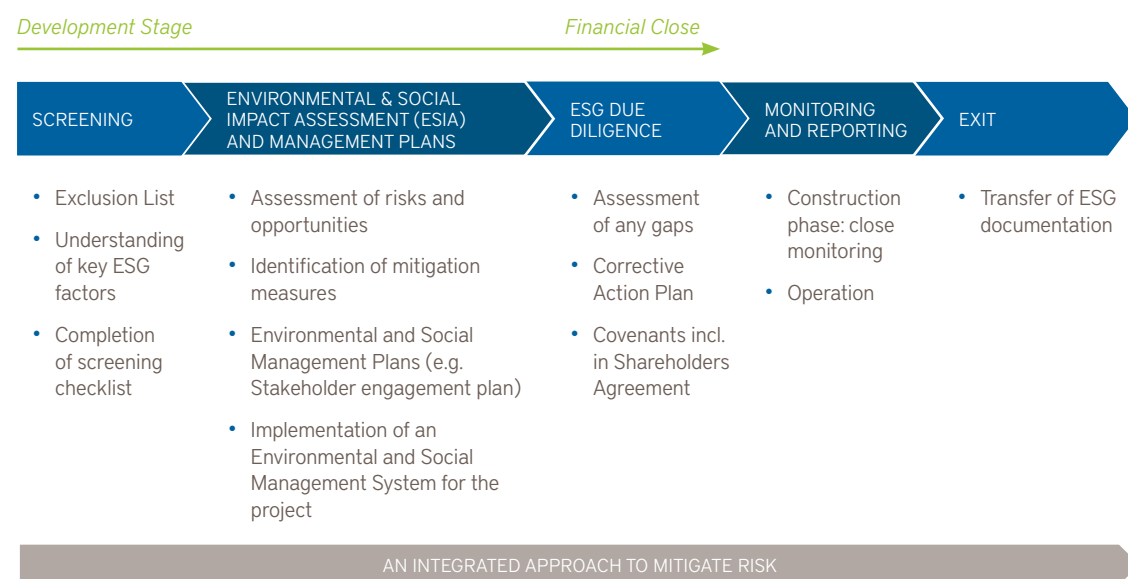 Development Stage
Financial Close
SCREENING
ENVIRONMENTAL & SOCIAL
IMPACT ASSESSMENT (ESIA)
AND MANAGEMENT PLANS
ESG DUE
DILIGENCE
MONITORING
AND REPORTING
EXIT
• Exclusion List
• Understanding
of key ESG
factors
• Completion
of screening
checklist
• Assessment of risks and
opportunities
• Identification of mitigation
measures
• Environmental and Social
Management Plans (e.g.
Stakeholder engagement plan)
• Implementation of an
Environmental and Social
Management System for the
project
• Assessment
of any gaps
• Corrective
Action Plan
• Covenants incl.
in Shareholders
Agreement
• Construction
phase: close
monitoring
• Operation
• Transfer of ESG
documentation
AN INTEGRATED APPROACH TO MITIGATE RISK